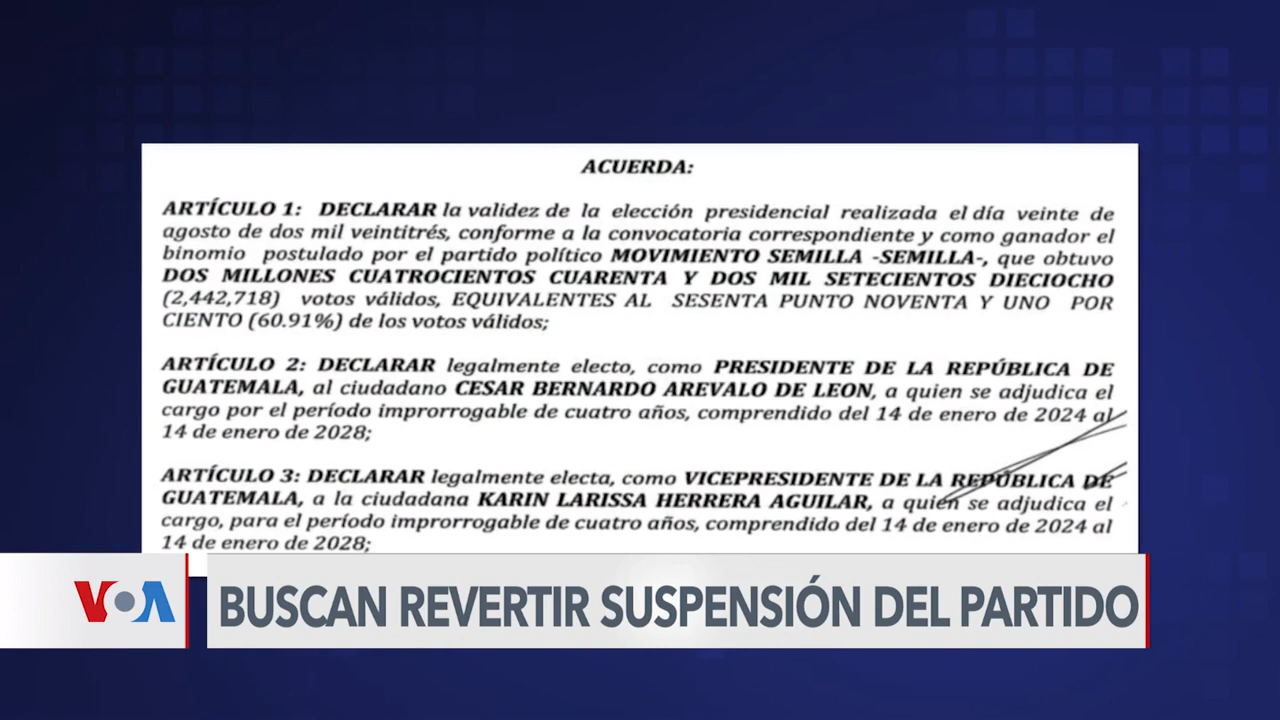 ACUERDA:
ARTÍCULO 1: DECLARAR la validez de la elección presidencial realizada el día veinte de
agosto de dos mil veintitrés, conforme a la convocatoria correspondiente y como ganador el
binomio postulado por el partido político MOVIMIENTO SEMILLA -SEMILLA-, que obtuvo
DOS MILLONES CUATROCIENTOS CUARENTA Y DOS MIL SETECIENTOS DIECIOCHO
(2,442,718) votos válidos, EQUIVALENTES AL SESENTA PUNTO NOVENTA Y UNO POR
CIENTO (60.91%) de los votos válidos;
ARTÍCULO 2: DECLARAR legalmente electo, como PRESIDENTE DE LA REPÚBLICA DE
GUATEMALA, al ciudadano CESAR BERNARDO AREVALO DE LEON, a quien se adjudica el
cargo por el período improrrogable de cuatro años, comprendido del 14 de enero de 2024 al
14 de enero de 2028;
ARTÍCULO 3: DECLARAR legalmente electa, como VICEPRESIDENTE DE LA REPÚBLICA DE
GUATEMALA, a la ciudadana KARIN LARISSA HERRERA AGUILAR, a quien se adjudica el
cargo, para el período improrrogable de cuatro años, comprendido del 14 de enero de 2024 al
14 de enero de 2028;
VOA
BUSCAN REVERTIR SUSPENSIÓN DEL PARTIDO